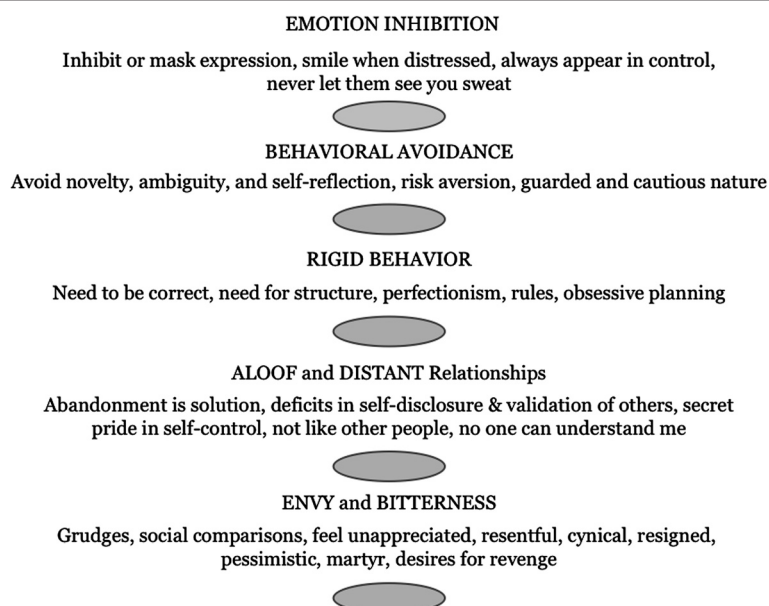 EMOTION INHIBITION
Inhibit or mask expression, smile when distressed, always appear in control,
never let them see you sweat
BEHAVIORAL AVOIDANCE
Avoid novelty, ambiguity, and self-reflection, risk aversion, guarded and cautious nature
RIGID BEHAVIOR
Need to be correct, need for structure, perfectionism, rules, obsessive planning
ALOOF and DISTANT Relationships
Abandonment is solution, deficits in self-disclosure & validation of others, secret
pride in self-control, not like other people, no one can understand me
ENVY and BITTERNESS
Grudges, social comparisons, feel unappreciated, resentful, cynical, resigned,
pessimistic, martyr, desires for revenge